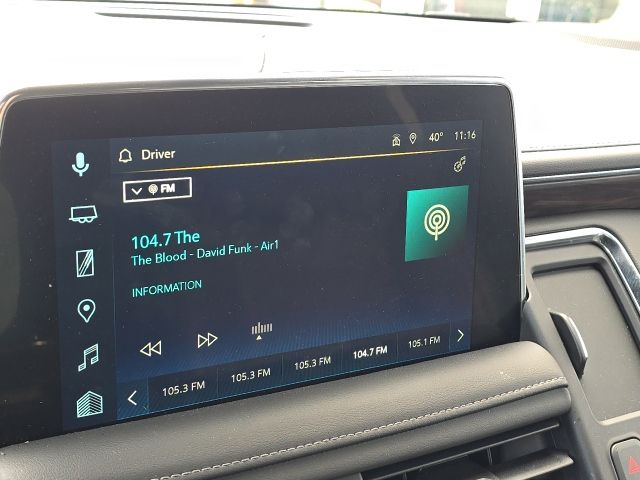 Driver
40° 11:16
FM
104.7 The
The Blood - David Funk - Air1
INFORMATION
105.3 FM 105.3 FM 105.3 FM 104.7 FM 105.1 FM